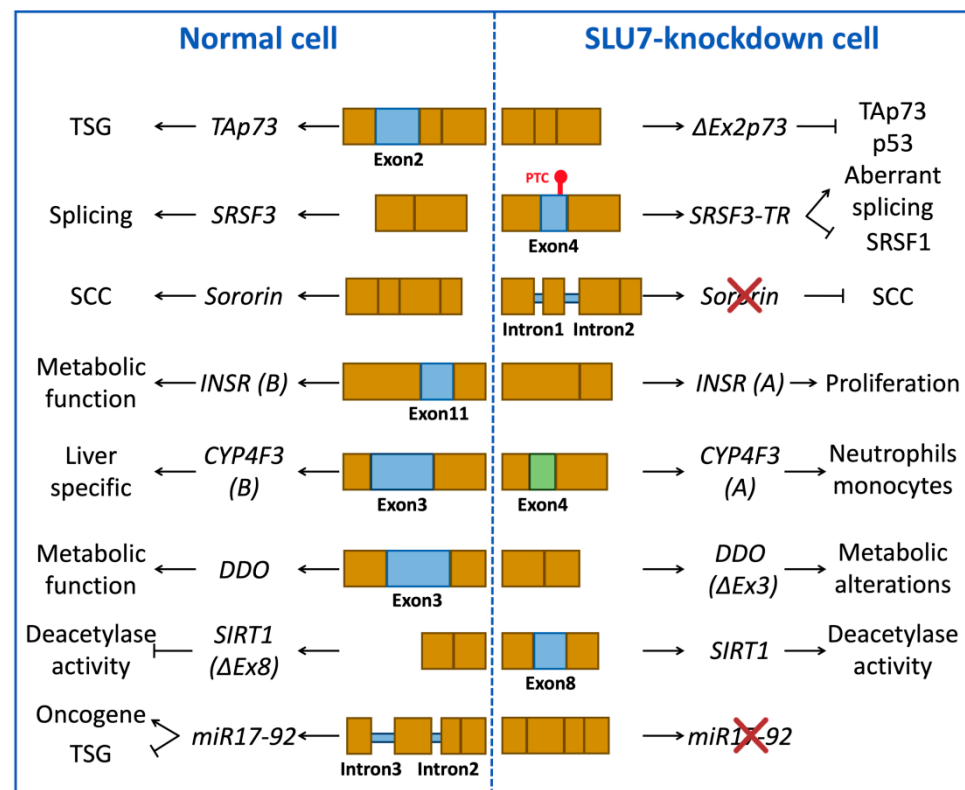 Normal cell
SLU7-knockdown cell
TSG
TAp73
Exon2
ΔEx2p73
TAp73
p53
Splicing
SRSF3
PTC
Exon4
SRSF3-TR
Aberrant
splicing
SRSF1
SCC
Sororin
Intron1
Intron2
Sororin
SCC
Metabolic
function
INSR (B)
Exon11
INSR (A)
Proliferation
Liver
specific
CYP4F3
(B)
Exon3
Exon4
CYP4F3
(A)
Neutrophils
monocytes
Metabolic
function
DDO
Exon3
DDO
(ΔEx3)
Metabolic
alterations
Deacetylase
activity
SIRT1
(ΔEx8)
Exon8
SIRT1
Deacetylase
activity
Oncogene
TSG
miR17-92
Intron3
Intron2
miR17-92